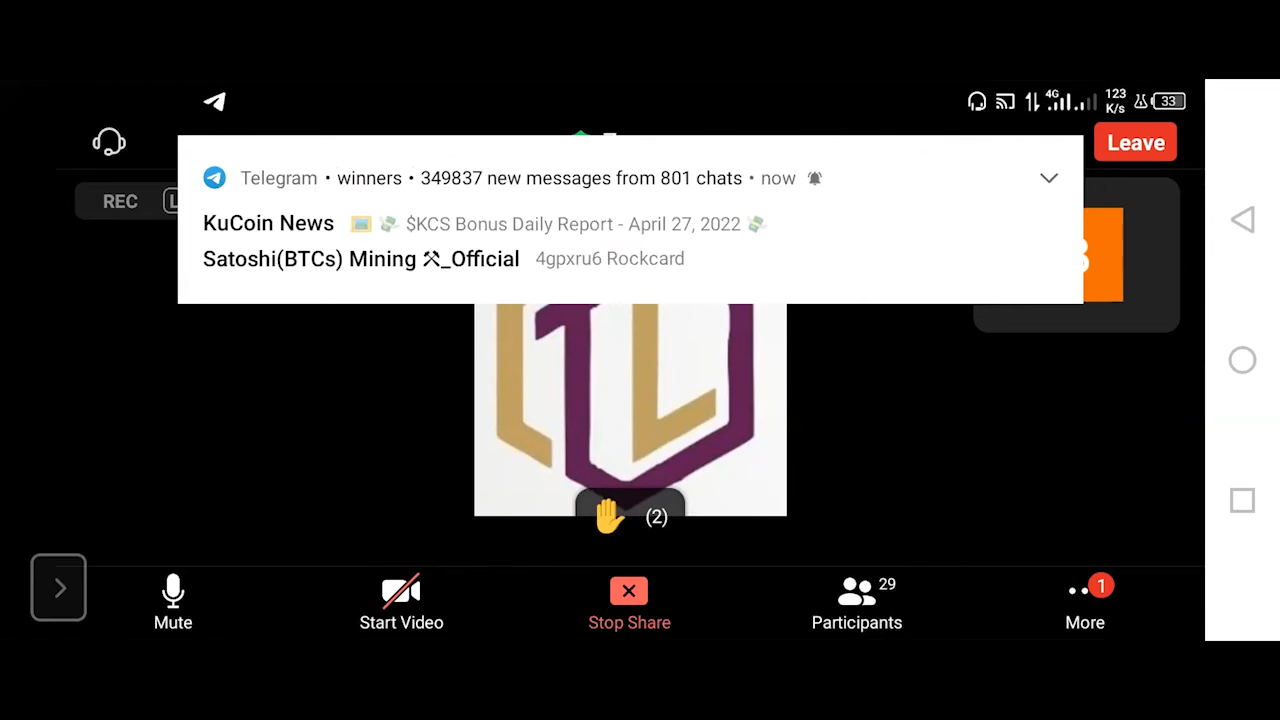 4G
123
K/s
33
Leave
REC
Telegram • winners • 349837 new messages from 801 chats • now
KuCoin News 🖼️ 💸 $KCS Bonus Daily Report - April 27, 2022 💸
Satoshi(BTCs) Mining ⚒_Official 4gpxru6 Rockcard
(2)
29
1
Mute
Start Video
Stop Share
Participants
More